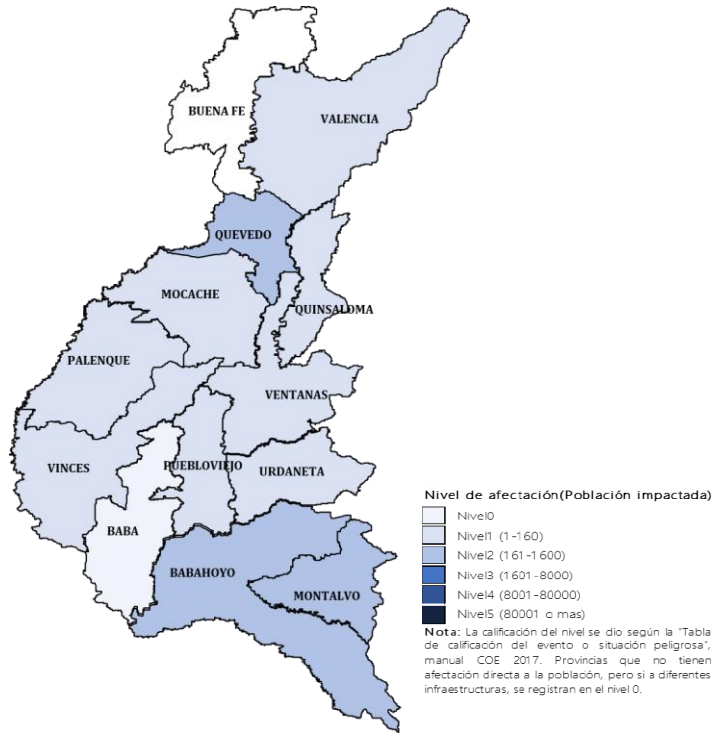 BUENA FE
VALENCIA
QUEVEDO
MOCACHE
QUINSALOMA
PALENQUE
VENTANAS
VINCES
PUEBLOVIEJO
URDANETA
BABA
BABAHOYO
MONTALVO
Nivel de afectación(Población impactada)
Nivel0
Nivel1 (1-160)
Nivel2 (161-1600)
Nivel3 (1601-8000)
Nivel4 (8001-80000)
Nivel5 (80001 o mas)
Nota: La calificación del nivel se dio según la "Tabla
de calificación del evento o situación peligrosa",
manual COE 2017. Provincias que no tienen
afectación directa a la población, pero si a diferentes
infraestructuras, se registran en el nivel 0.